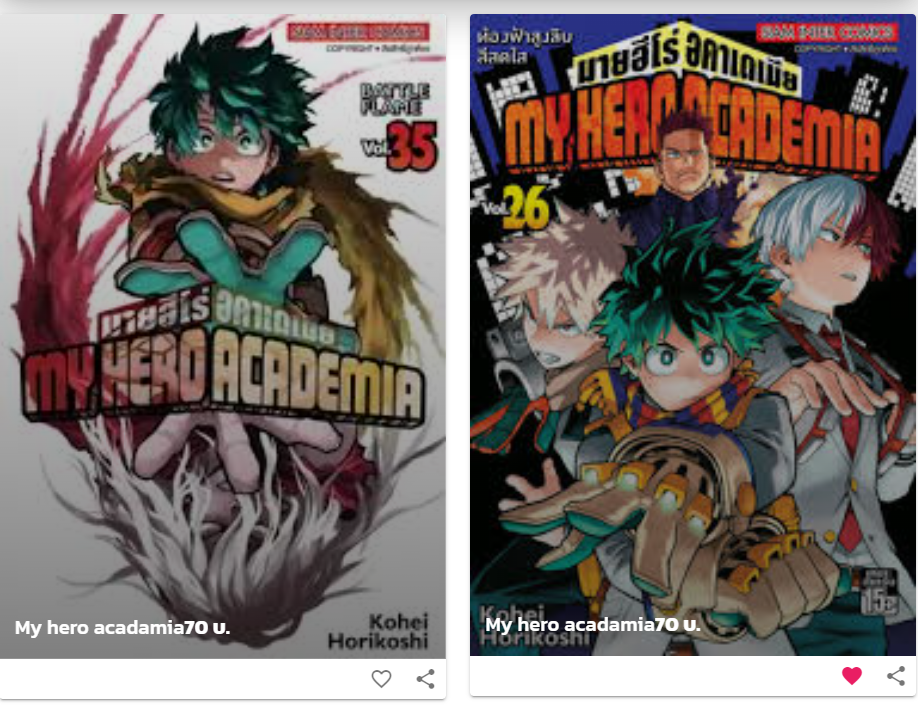 SIAM INTER COMICS
COPYRIGHT • ลิขสิทธิ์ถูกต้อง
BATTLE
FLAME
Vol.35
มายฮีโร่ อคาเดเมีย
MY HERO ACADEMIA
Kohei
Horikoshi
My hero acadamia70 บ.
ท้องฟ้าสูงลิบ
สีสดใส
SIAM INTER COMICS
COPYRIGHT • ลิขสิทธิ์ถูกต้อง
มายฮีโร่ อคาเดเมีย
MY HERO ACADEMIA
Vol.26
Kohei
Horikoshi
My hero acadamia70 บ.